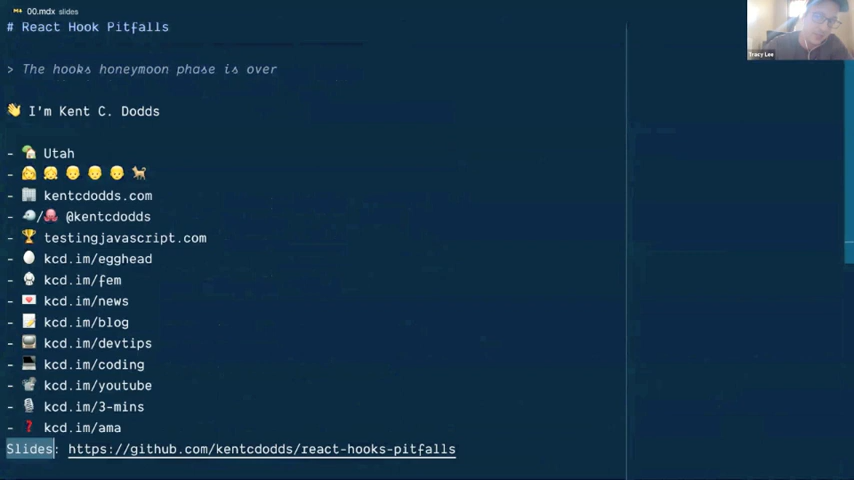 00.mdx slides
# React Hook Pitfalls
> The hooks honeymoon phase is over
👋 I'm Kent C. Dodds
- 🏡 Utah
- 👩 👧 👦 👦 👦 🐕
- 🏢 kentcdodds.com
- 🐦/🐙 @kentcdodds
- 🏆 testingjavascript.com
- 🥚 kcd.im/egghead
- kcd.im/fem
- 💌 kcd.im/news
- 📝 kcd.im/blog
- kcd.im/devtips
- 💻 kcd.im/coding
- 📽 kcd.im/youtube
- 🎙 kcd.im/3-mins
- ❓ kcd.im/ama
Slides: https://github.com/kentcdodds/react-hooks-pitfalls
Tracy Lee